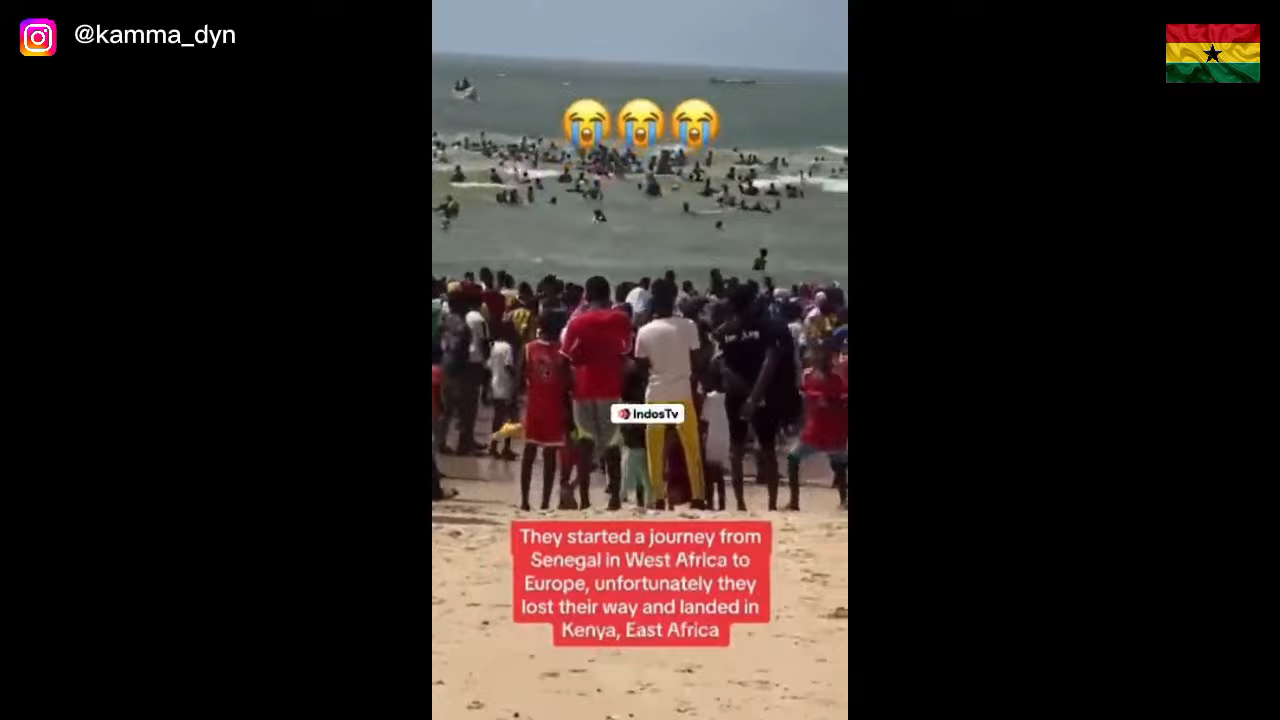 @kamma_dyn
IndosTv
They started a journey from
Senegal in West Africa to
Europe, unfortunately they
lost their way and landed in
Kenya, East Africa